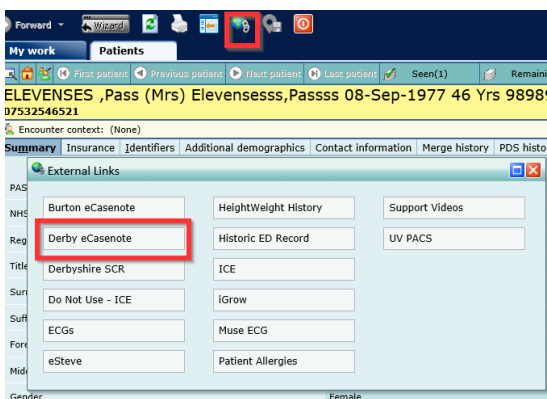 Forward Wizard
My work Patients
First patient Previous patient Next patient Last patient Seen(1) Remaini
ELEVENSES ,Pass (Mrs) Elevensesss,Passss 08-Sep-1977 46 Yrs 98989
07532546521
Encounter context: (None)
Summary Insurance Identifiers Additional demographics Contact information Merge history PDS histo
External Links
PAS
Burton eCasenote HeightWeight History Support Videos
NHS
Derby eCasenote Historic ED Record UV PACS
Reg
Title
Derbyshire SCR ICE
Surn
Do Not Use - ICE iGrow
Suff
ECGs Muse ECG
Fore
eSteve Patient Allergies
Midd
Gender Female